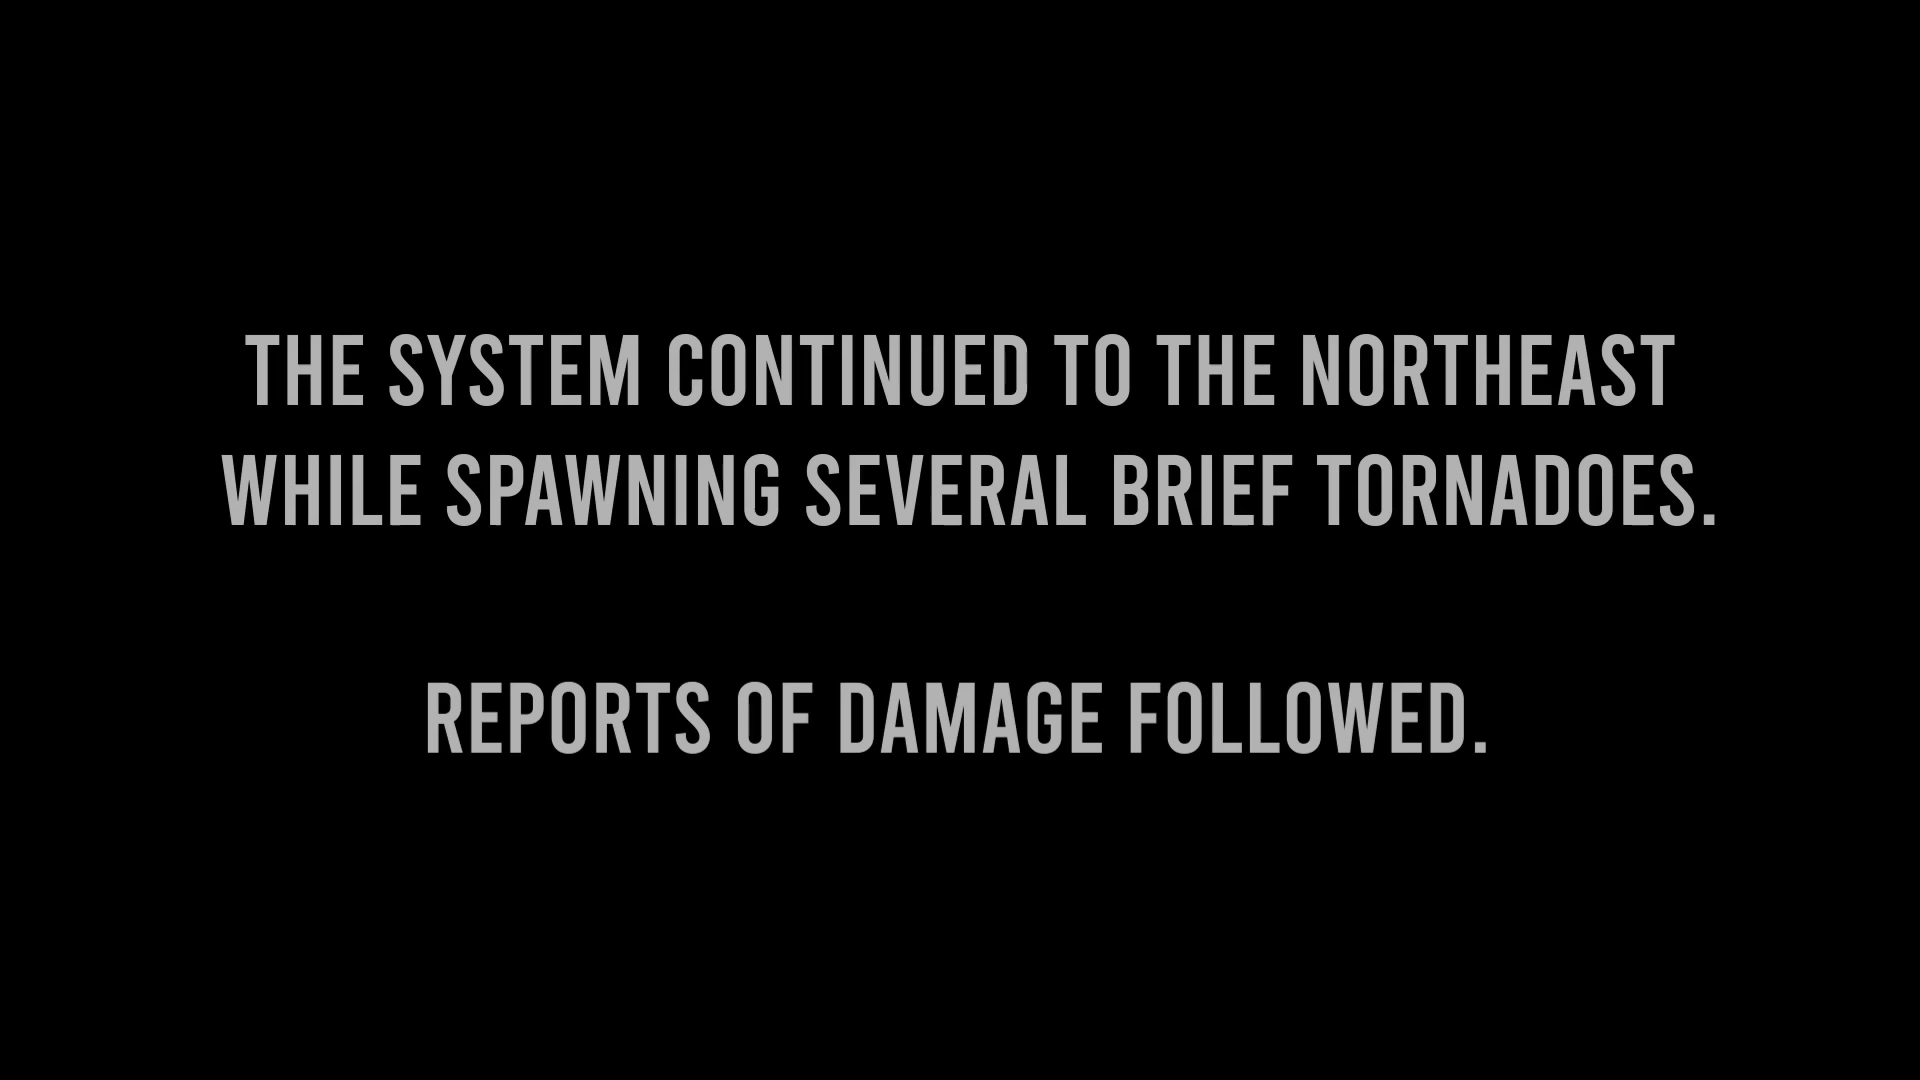 THE SYSTEM CONTINUED TO THE NORTHEAST
WHILE SPAWNING SEVERAL BRIEF TORNADOES.
REPORTS OF DAMAGE FOLLOWED.